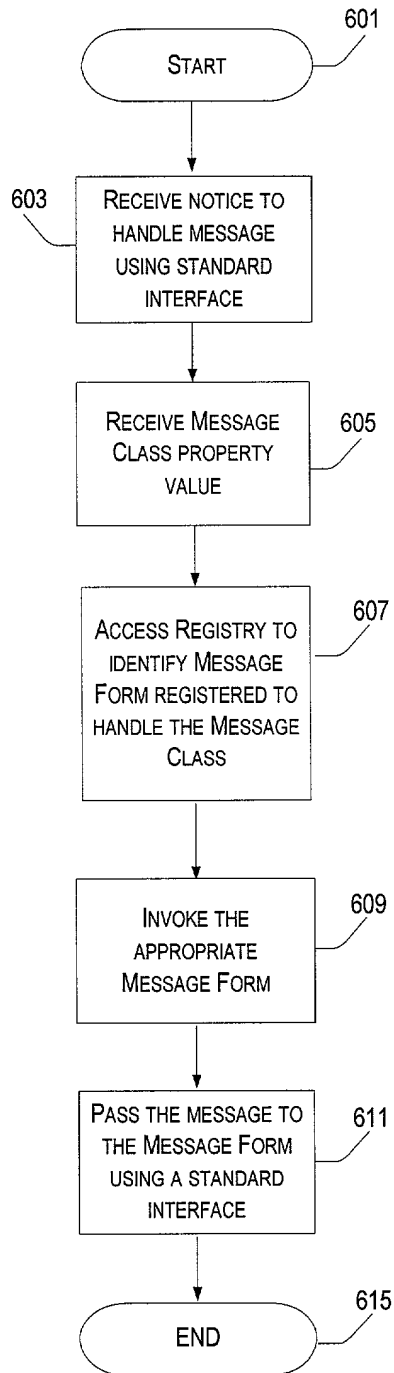 601
START
603
RECEIVE NOTICE TO
HANDLE MESSAGE
USING STANDARD
INTERFACE
RECEIVE MESSAGE
CLASS PROPERTY
VALUE
605
ACCESS REGISTRY TO
IDENTIFY MESSAGE
FORM REGISTERED TO
HANDLE THE MESSAGE
CLASS
607
INVOKE THE
APPROPRIATE
MESSAGE FORM
609
PASS THE MESSAGE TO
THE MESSAGE FORM
USING A STANDARD
INTERFACE
611
END
615